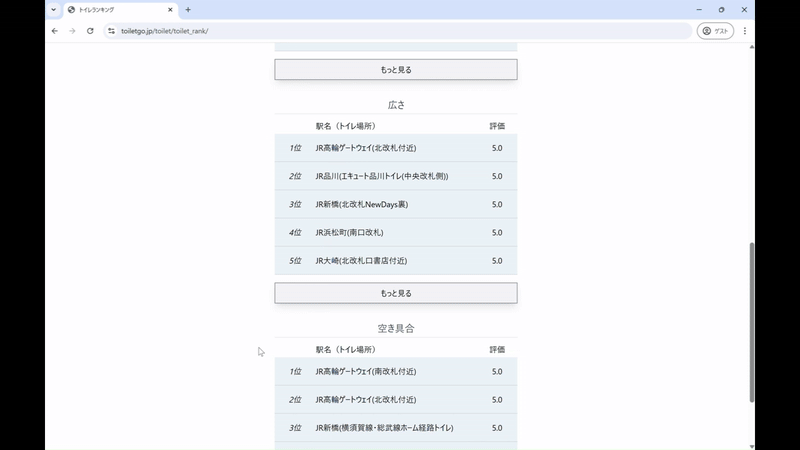 トイレランキング
toiletgo.jp/toilet/toilet_rank/
ゲスト
もっと見る
広さ
駅名（トイレ場所） 評価
1位 JR高輪ゲートウェイ(北改札付近) 5.0
2位 JR品川(エキュート品川トイレ(中央改札側)) 5.0
3位 JR新橋(北改札NewDays裏) 5.0
4位 JR浜松町(南口改札) 5.0
5位 JR大崎(北改札口書店付近) 5.0
もっと見る
空き具合
駅名（トイレ場所） 評価
1位 JR高輪ゲートウェイ(南改札付近) 5.0
2位 JR高輪ゲートウェイ(北改札付近) 5.0
3位 JR新橋(横須賀線・総武線ホーム経路トイレ) 5.0